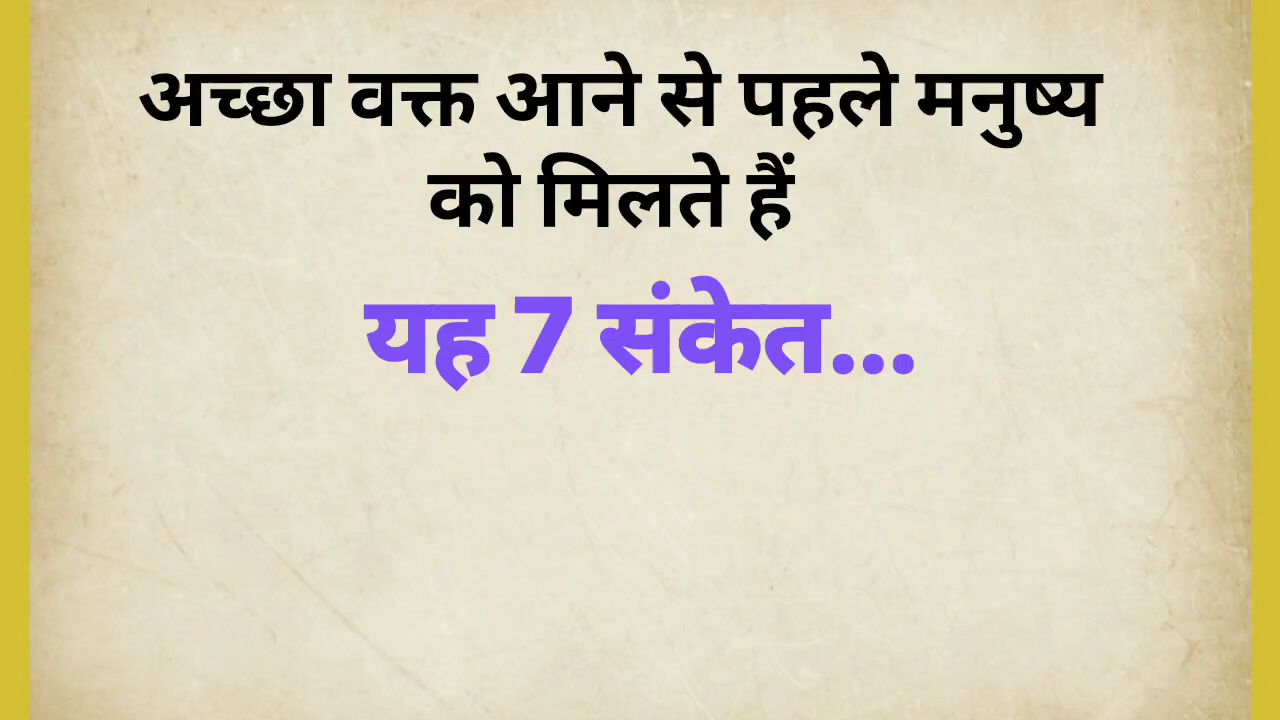 अच्छा वक्त आने से पहले मनुष्य
को मिलते हैं
यह 7 संकेत...